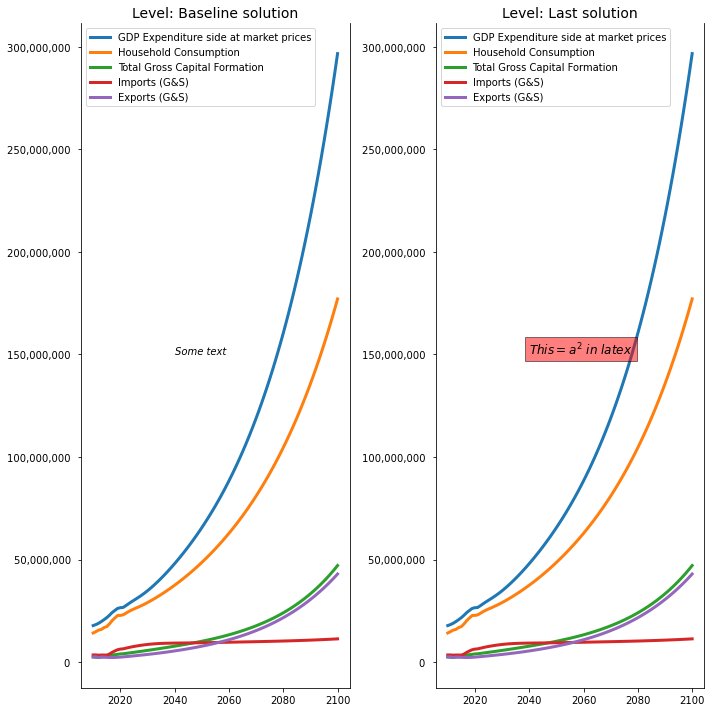 Level: Baseline solution
GDP Expenditure side at market prices
Household Consumption
Total Gross Capital Formation
Imports (G&S)
Exports (G&S)
300,000,000
250,000,000
200,000,000
150,000,000
100,000,000
50,000,000
0
Some text
2020 2040 2060 2080 2100
Level: Last solution
GDP Expenditure side at market prices
Household Consumption
Total Gross Capital Formation
Imports (G&S)
Exports (G&S)
300,000,000
250,000,000
200,000,000
150,000,000
100,000,000
50,000,000
0
This = a² in latex
2020 2040 2060 2080 2100